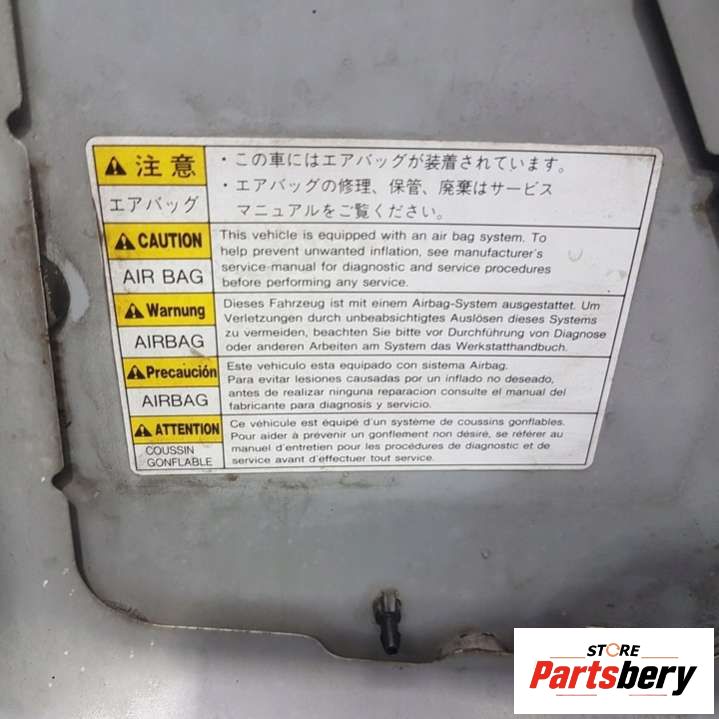 注意
エアバッグ
・この車にはエアバッグが装着されています。
・エアバッグの修理、保管、廃棄はサービス
マニュアルをご覧ください。
CAUTION
AIR BAG
This vehicle is equipped with an air bag system. To
help prevent unwanted inflation, see manufacturer's
service manual for diagnostic and service procedures
before performing any service.
Warnung
AIRBAG
Dieses Fahrzeug ist mit einem Airbag-System ausgestattet. Um
Verletzungen durch unbeabsichtigtes Auslösen dieses Systems
zu vermeiden, beachten Sie bitte vor Durchführung von Diagnose
oder anderen Arbeiten am System das Werkstatthandbuch.
Precaución
AIRBAG
Este vehiculo esta equipado con sistema Airbag.
Para evitar lesiones causadas por un inflado no deseado,
antes de realizar ninguna reparacion consulte el manual del
fabricante para diagnosis y servicio.
ATTENTION
COUSSIN
GONFLABLE
Ce véhicule est équipé d'un système de coussins gonflables.
Pour aider à prévenir un gonflement non désiré, se référer au
manuel d'entretien pour les procédures de diagnostic et de
service avant d'effectuer tout service.
STORE
Partsbery